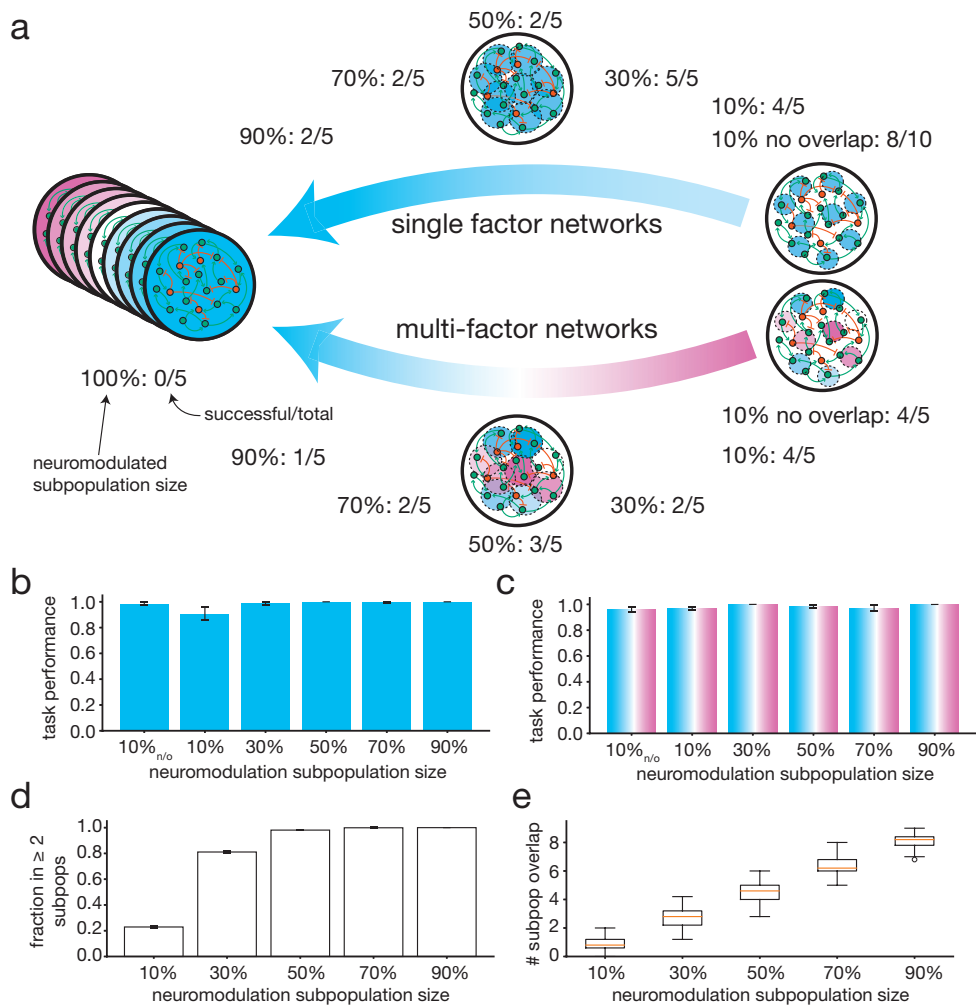 a
50%: 2/5
70%: 2/5
30%: 5/5
90%: 2/5
10%: 4/5
10% no overlap: 8/10
single factor networks
multi-factor networks
100%: 0/5
successful/total
neuromodulated
subpopulation size
90%: 1/5
70%: 2/5
50%: 3/5
30%: 2/5
10%: 4/5
10% no overlap: 4/5
b
task performance
1.0
0.8
0.6
0.4
0.2
0.0
10% n/o 10% 30% 50% 70% 90%
neuromodulation subpopulation size
c
task performance
1.0
0.8
0.6
0.4
0.2
0.0
10% n/o 10% 30% 50% 70% 90%
neuromodulation subpopulation size
d
fraction in ≥ 2
subpops
1.0
0.8
0.6
0.4
0.2
0.0
10% 30% 50% 70% 90%
neuromodulation subpopulation size
e
# subpop overlap
8
6
4
2
0
10% 30% 50% 70% 90%
neuromodulation subpopulation size